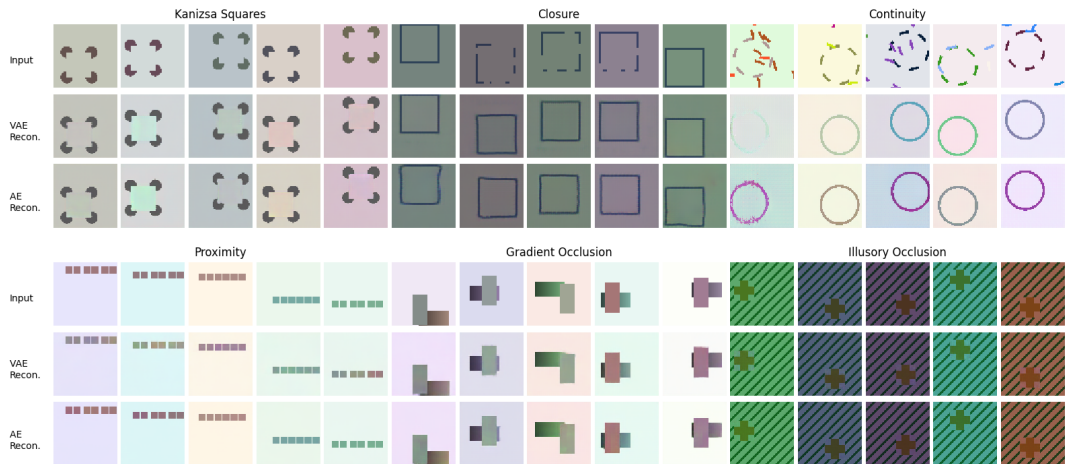 Kanizsa Squares Closure Continuity
Input
VAE
Recon.
AE
Recon.
Proximity Gradient Occlusion Illusory Occlusion
Input
VAE
Recon.
AE
Recon.